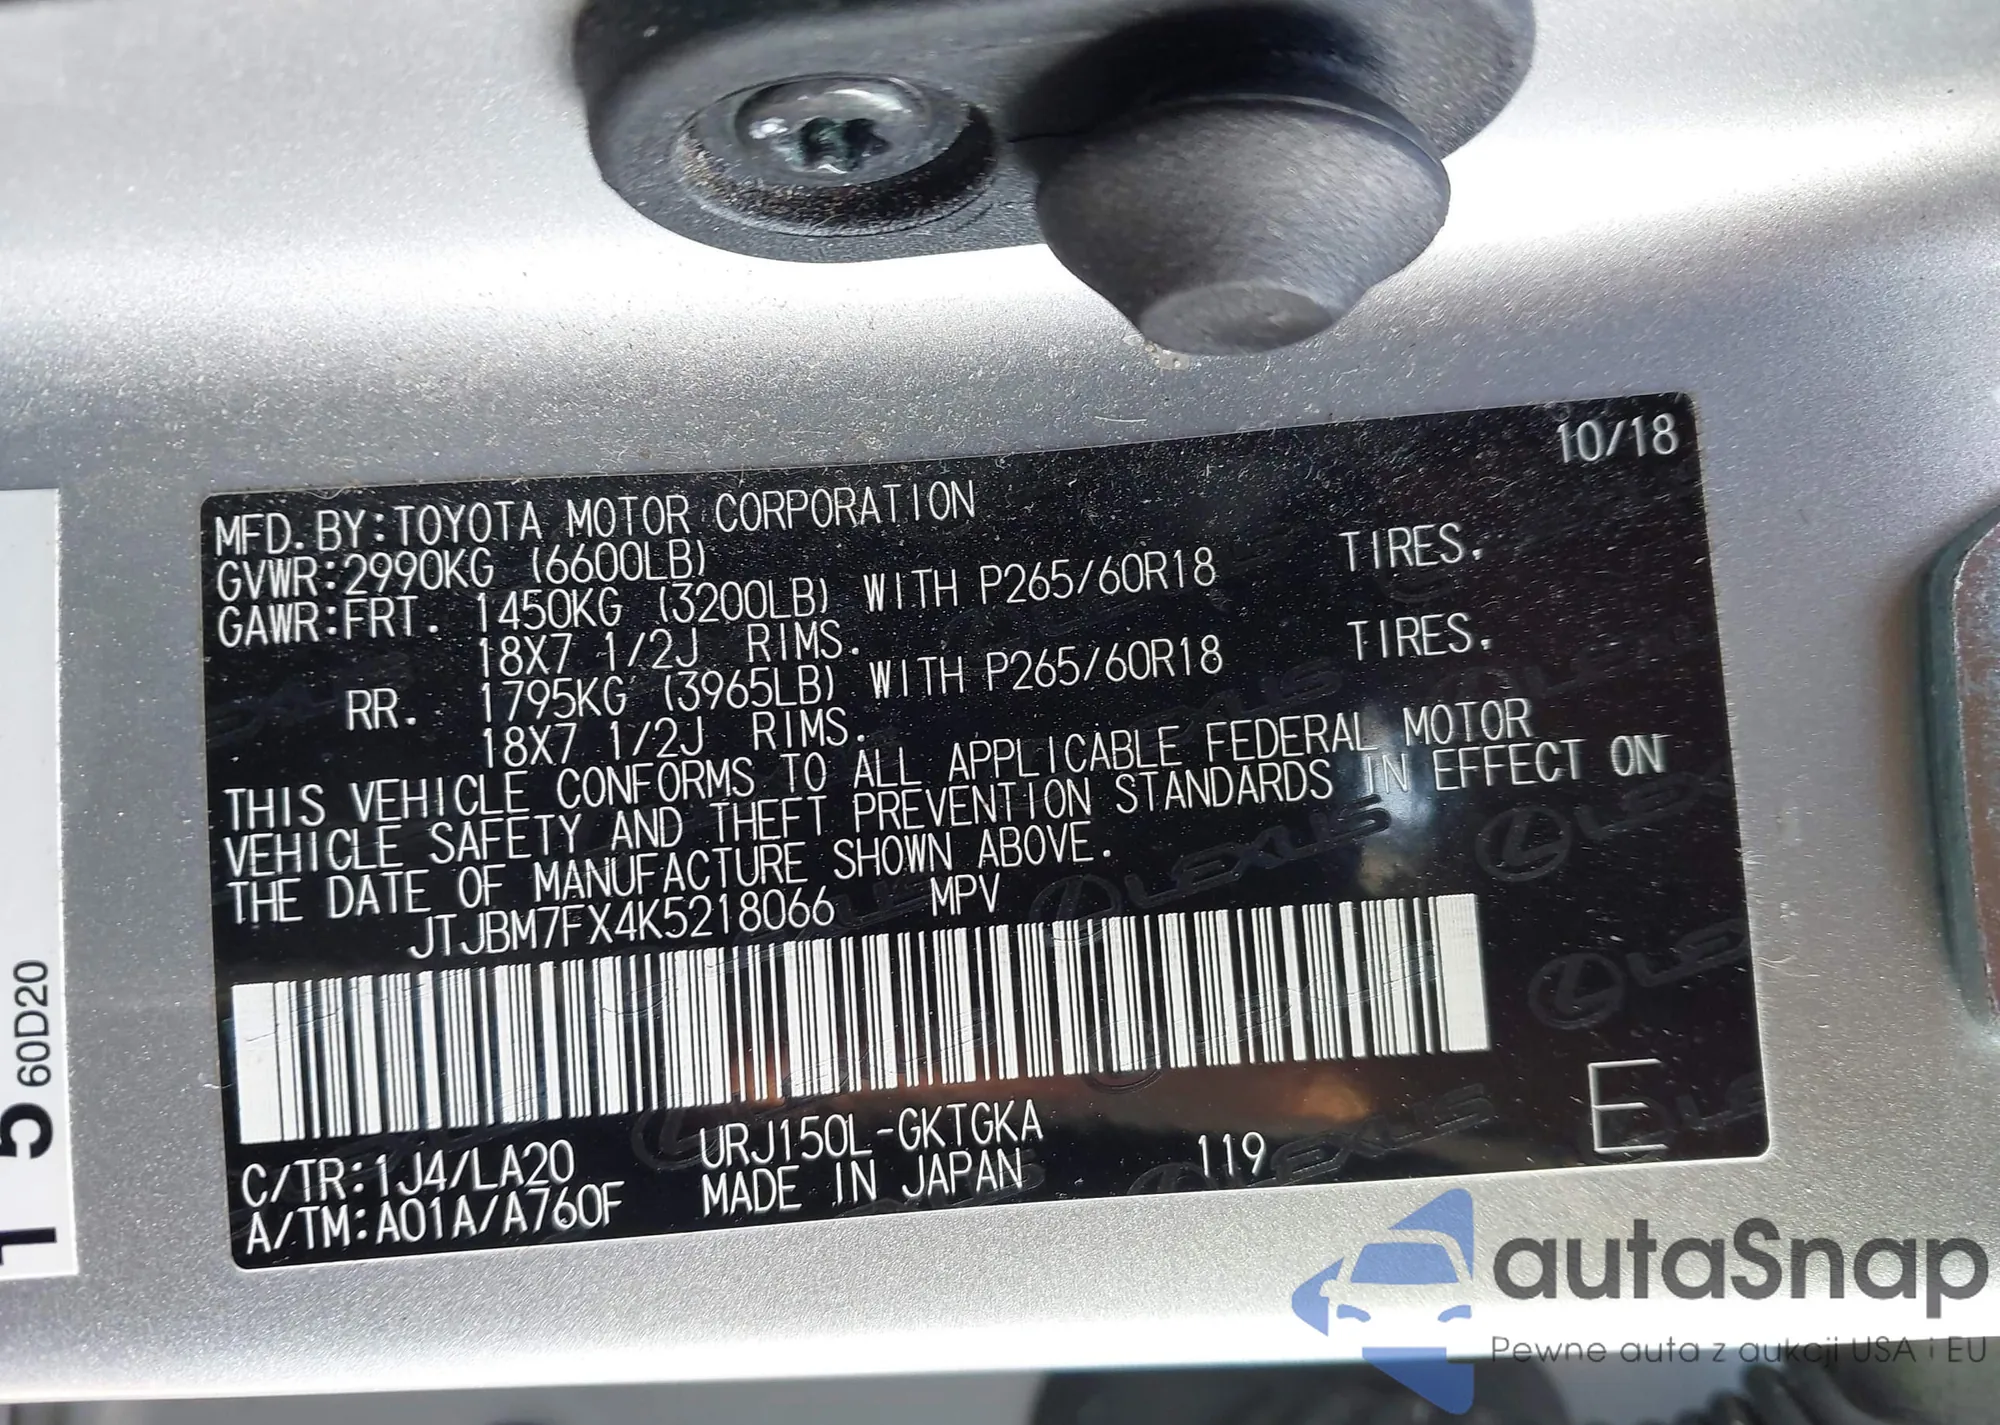 10/18
MFD. BY:TOYOTA MOTOR CORPORATION
GVWR:2990KG (6600LB)
GAWR:FRT. 1450KG (3200LB) WITH P265/60R18 TIRES.
18X7 1/2J RIMS.
RR. 1795KG (3965LB) WITH P265/60R18 TIRES.
18X7 1/2J RIMS.
THIS VEHICLE CONFORMS TO ALL APPLICABLE FEDERAL MOTOR
VEHICLE SAFETY AND THEFT PREVENTION STANDARDS IN EFFECT ON
THE DATE OF MANUFACTURE SHOWN ABOVE.
JTJBM7FX4K5218066 MPV
C/TR:1J4/LA20 URJ150L-GKTGKA 119 E
A/TM:A01A/A760F MADE IN JAPAN
LEXUS
LEXUS
LEXUS
1 5
60D20
autaSnap
Pewne auta z aukcji USA i EU